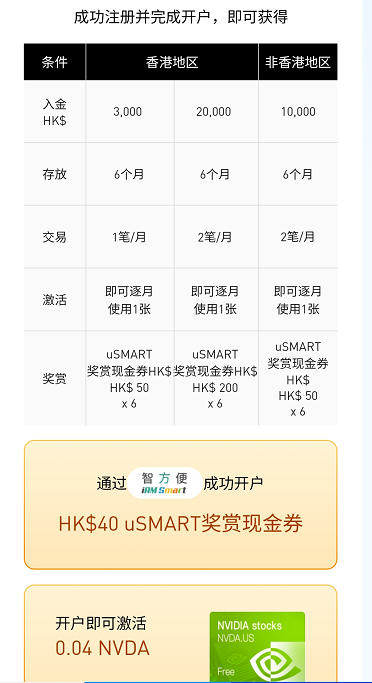 成功注册并完成开户，即可获得
条件 香港地区 非香港地区
入金
HK$
3,000 20,000 10,000
存放 6个月 6个月 6个月
交易 1笔/月 2笔/月 2笔/月
激活
即可逐月
使用1张
即可逐月
使用1张
即可逐月
使用1张
奖赏
uSMART
奖赏现金券HK$
HK$ 50
x 6
uSMART
奖赏现金券HK$
HK$ 200
x 6
uSMART
奖赏现金券
HK$
HK$ 50
x 6
通过 智方便 成功开户
iAM Smart
HK$40 uSMART奖赏现金券
开户即可激活
0.04 NVDA
NVIDIA stocks
NVDA.US
Free